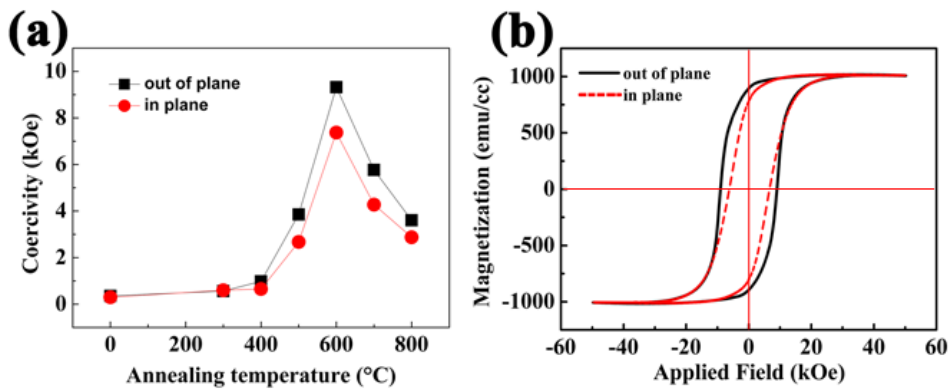 (a)
10
8
6
4
2
0
Coercivity (kOe)
out of plane
in plane
0 200 400 600 800
Annealing temperature (°C)
(b)
1000
500
0
-500
-1000
Magnetization (emu/cc)
out of plane
in plane
-60 -40 -20 0 20 40 60
Applied Field (kOe)